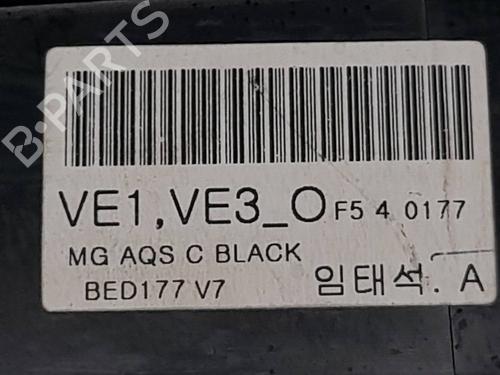 B-PARTS
VE1,VE3_O F5 4 0177
MG AQS C BLACK
BED177 V7 임태석. A